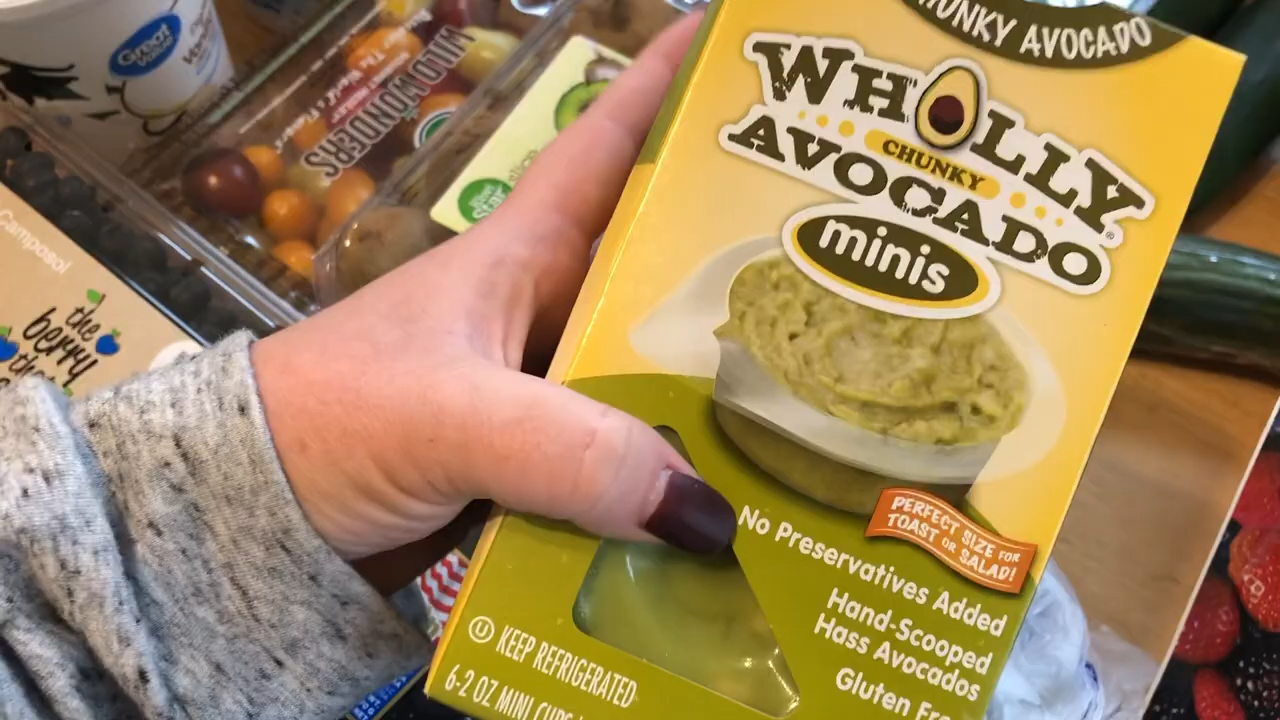 CHUNKY AVOCADO
WHOLLY
CHUNKY
AVOCADO
minis
PERFECT SIZE FOR
TOAST OR SALAD!
No Preservatives Added
Hand-Scooped
Hass Avocados
Gluten
U KEEP REFRIGERATED
6-2 OZ MINI CUPS
Great
Value
WILD WONDERS
Camposol
the
berry